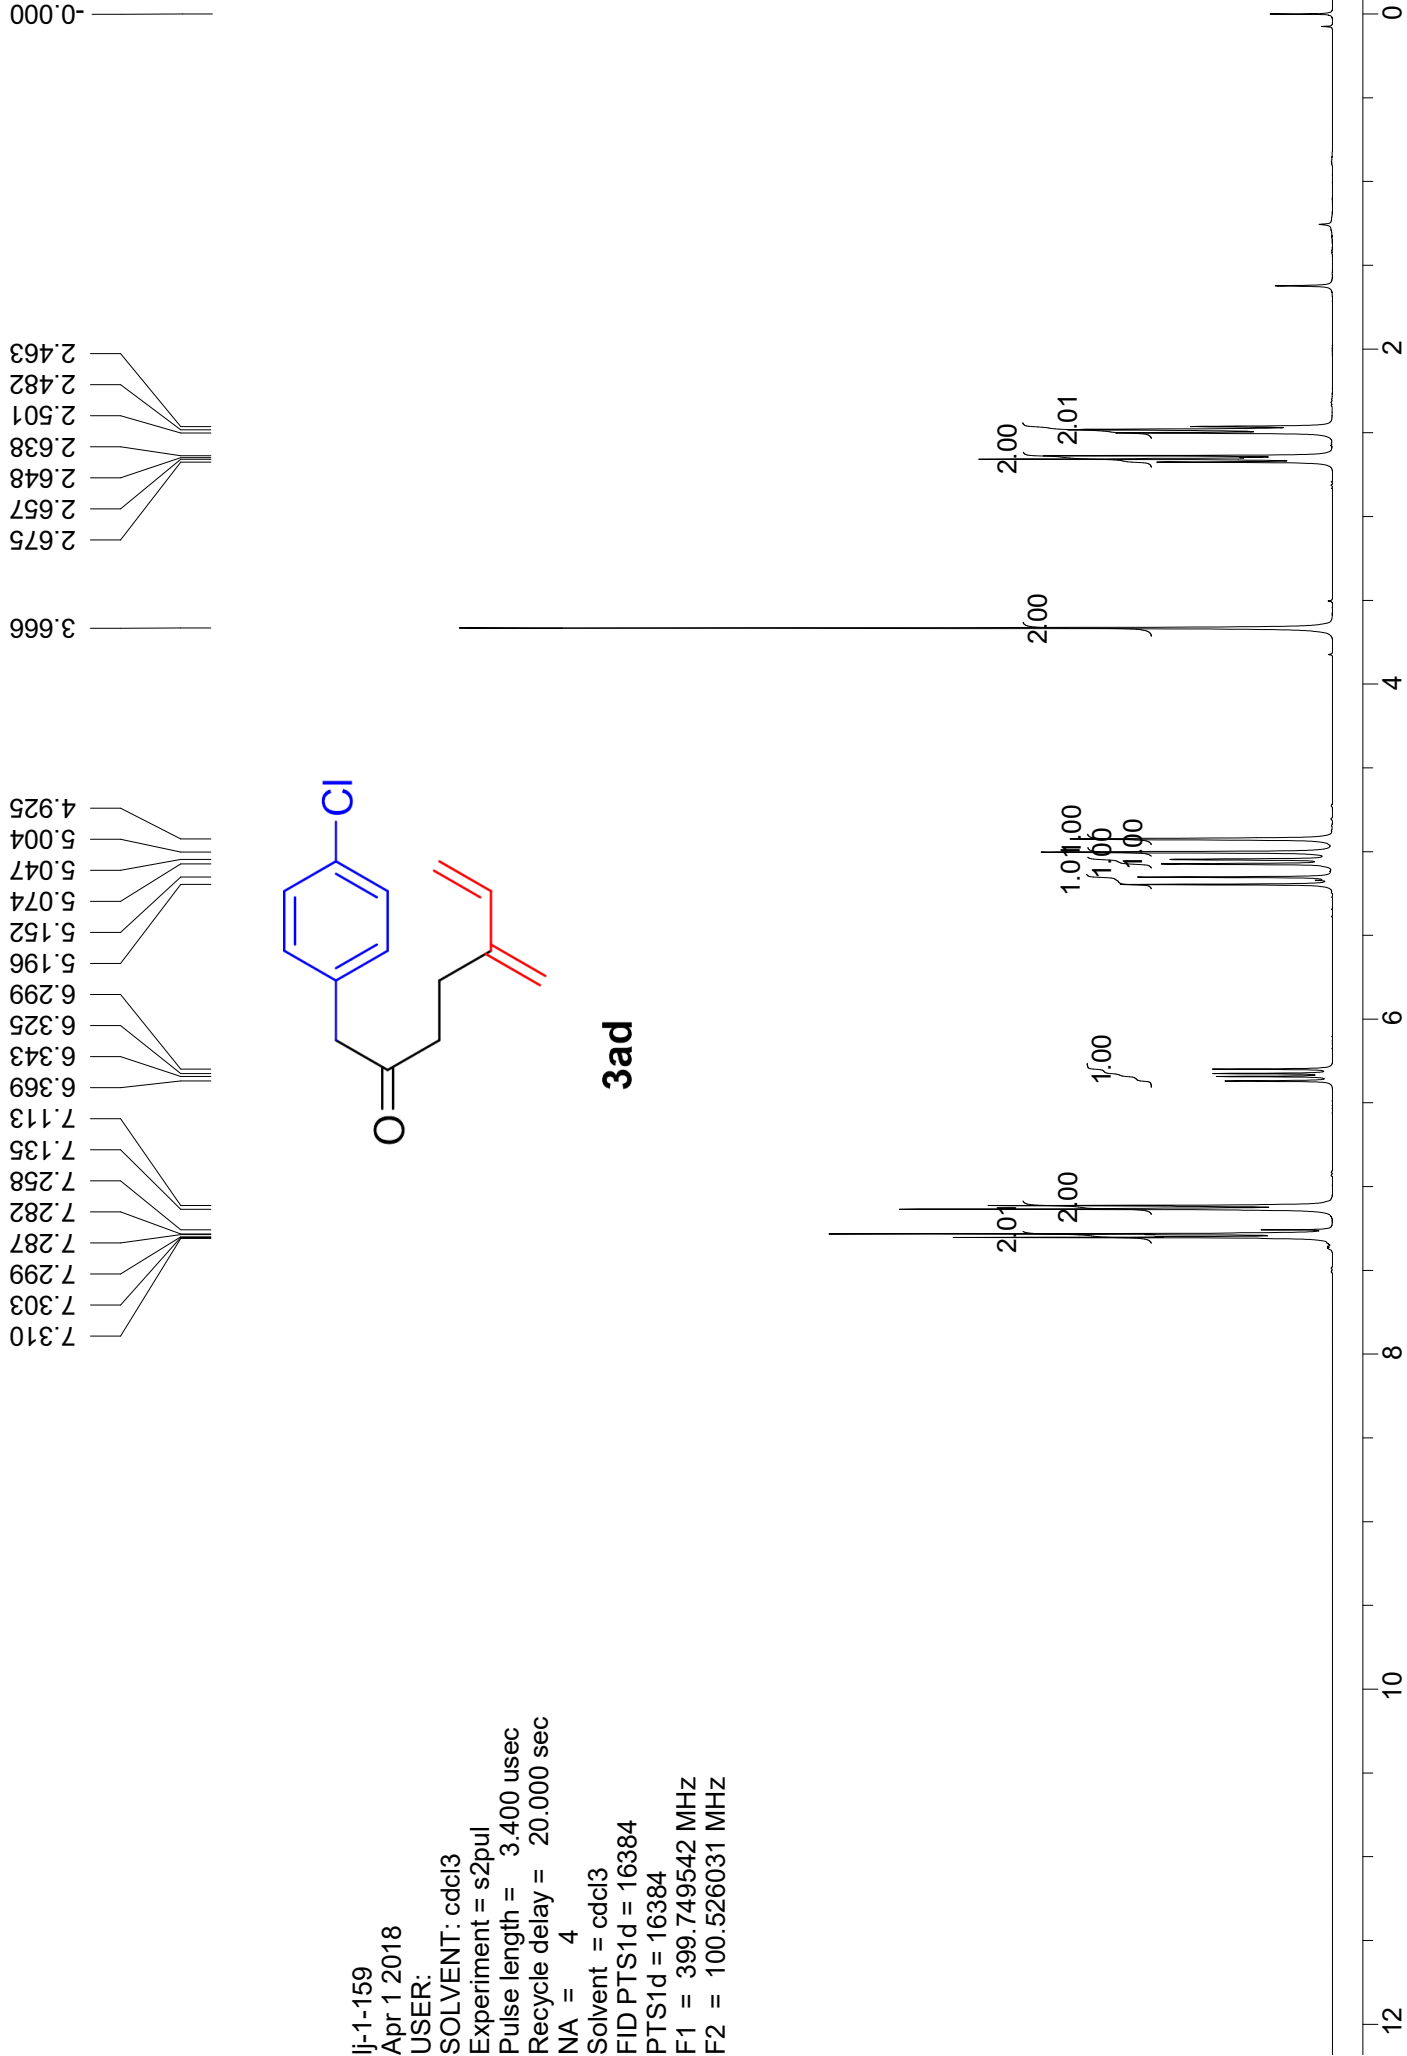 lj-1-159
Apr 1 2018
USER:
SOLVENT: cdcl3
Experiment = s2pul
Pulse length = 3.400 usec
Recycle delay = 20.000 sec
NA = 4
Solvent = cdcl3
FID PTS1d = 16384
PTS1d = 16384
F1 = 399.749542 MHz
F2 = 100.526031 MHz
7.310
7.303
7.299
7.287
7.282
7.258
7.135
7.113
6.369
6.343
6.325
6.299
5.196
5.152
5.074
5.047
5.004
4.925
3.666
2.675
2.657
2.648
2.638
2.501
2.482
2.463
-0.000
O
Cl
3ad
2.01
2.00
1.00
1.01
1.00
1.00
1.00
2.00
2.00
2.01
12
10
8
6
4
2
0